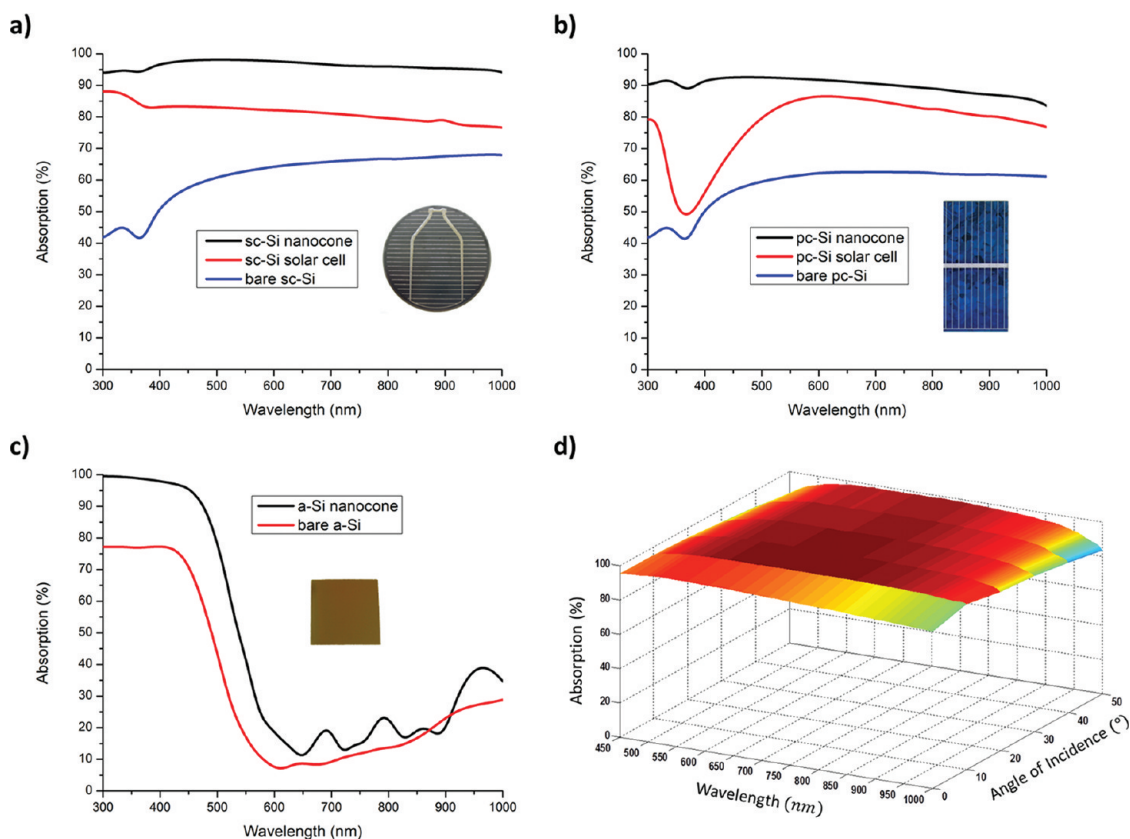 a)
100
90
80
70
60
50
40
30
20
10
0
Absorption (%)
sc-Si nanocone
sc-Si solar cell
bare sc-Si
300 400 500 600 700 800 900 1000
Wavelength (nm)
b)
100
90
80
70
60
50
40
30
20
10
0
Absorption (%)
pc-Si nanocone
pc-Si solar cell
bare pc-Si
300 400 500 600 700 800 900 1000
Wavelength (nm)
c)
100
90
80
70
60
50
40
30
20
10
0
Absorption (%)
a-Si nanocone
bare a-Si
300 400 500 600 700 800 900 1000
Wavelength (nm)
d)
100
80
60
40
20
0
Absorption (%)
450 500 550 600 650 700 750 800 850 900 950 1000
Wavelength (nm)
0 10 20 30 40 50
Angle of Incidence (°)